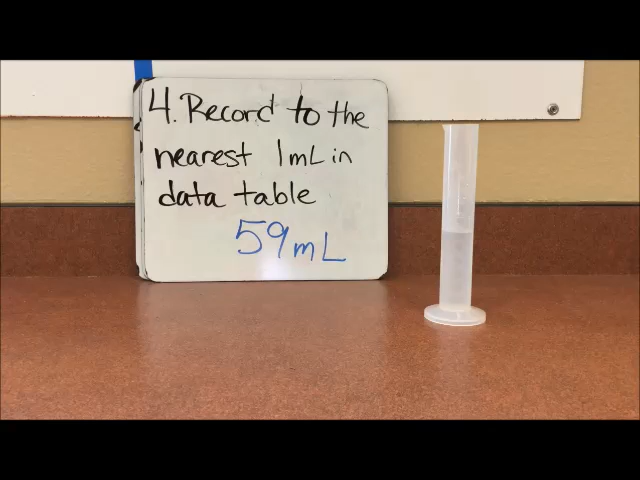 4. Record to the
nearest 1mL in
data table
59mL